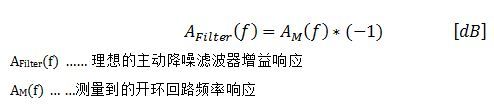 A_Filter(f) = A_M(f) ∗ (−1) [dB]
A_Filter(f) …… 理想的主动降噪滤波器增益响应
A_M(f) … …测量到的开环回路频率响应